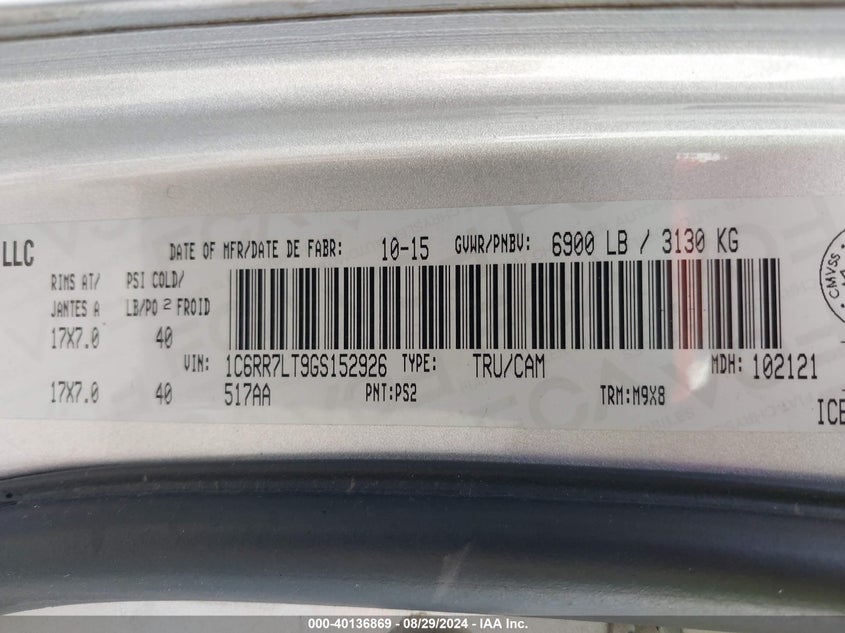 LLC DATE OF MFR/DATE DE FABR: 10-15 GVWR/PNBV: 6900 LB / 3130 KG
RIMS AT/ PSI COLD/
JANTES A LB/PO 2 FROID
17X7.0 40
VIN: 1C6RR7LT9GS152926 TYPE: TRU/CAM MDH: 102121
17X7.0 40 517AA PNT:PS2 TRM:M9X8
CMVSS
000-40136869 - 08/29/2024 - IAA Inc.